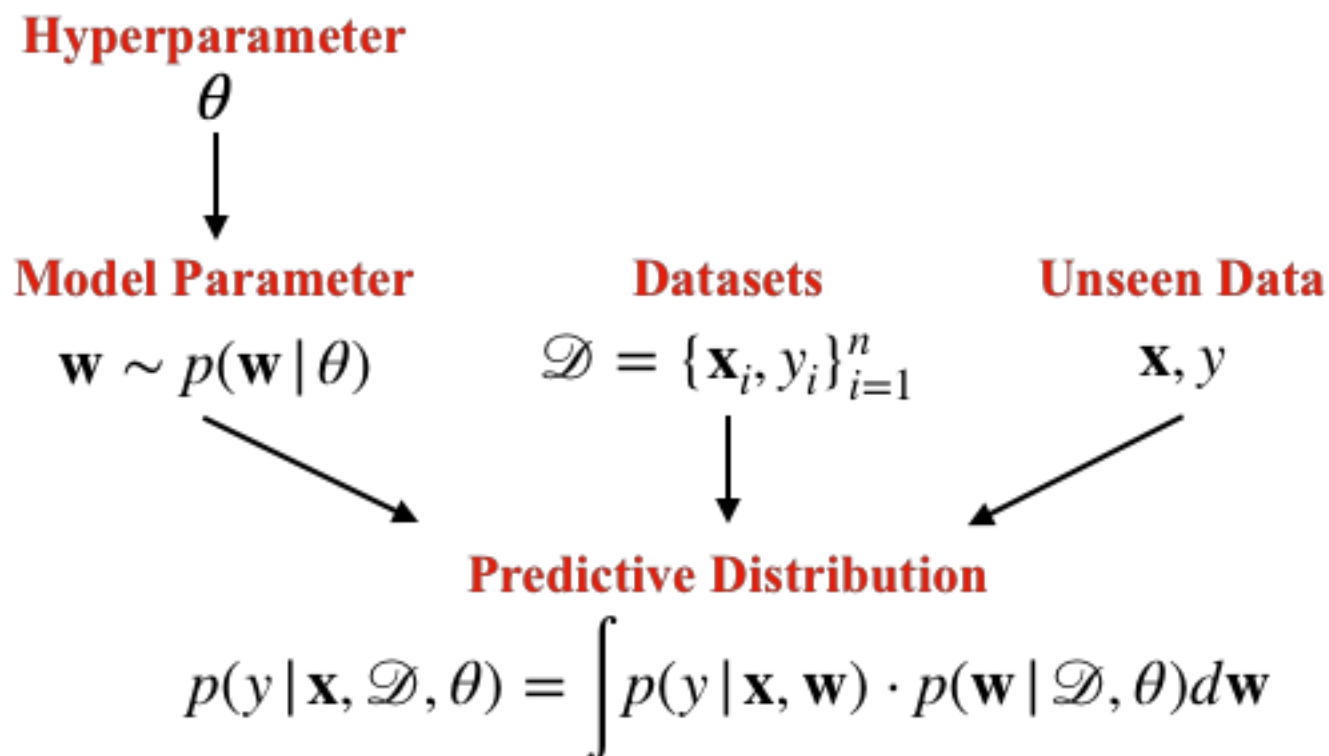 Hyperparameter
θ
Model Parameter
Datasets
Unseen Data
𝐰 ∼ p(𝐰 | θ)
𝒟 = {𝐱ᵢ, yᵢ}ⁿᵢ₌₁
𝐱, y
Predictive Distribution
p(y | 𝐱, 𝒟, θ) = ∫ p(y | 𝐱, 𝐰) · p(𝐰 | 𝒟, θ)d𝐰